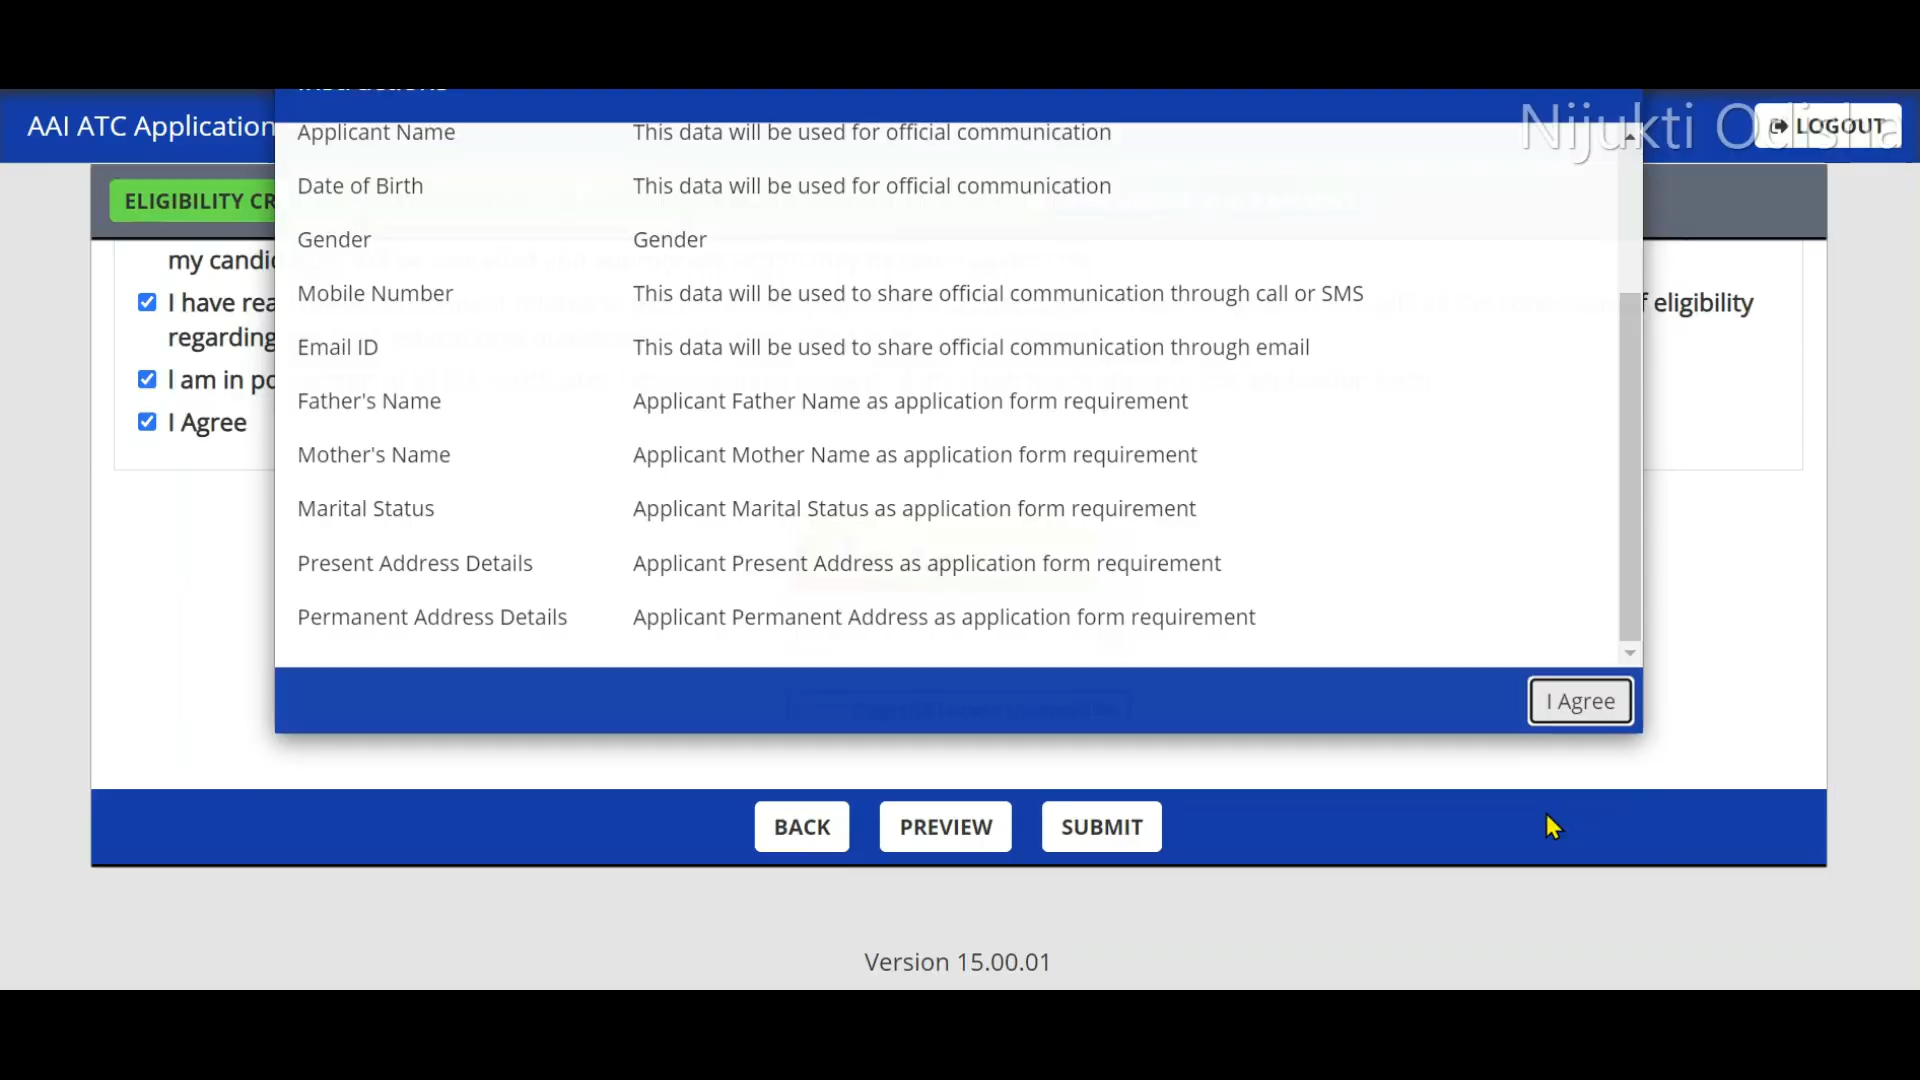 Instructions
AAI ATC Application
Nijukti Odisha
LOGOUT
Applicant Name This data will be used for official communication
Date of Birth This data will be used for official communication
ELIGIBILITY CR
Gender Gender
my candid
Mobile Number This data will be used to share official communication through call or SMS
I have rea
f eligibility
regarding
Email ID This data will be used to share official communication through email
I am in po
Father's Name Applicant Father Name as application form requirement
I Agree
Mother's Name Applicant Mother Name as application form requirement
Marital Status Applicant Marital Status as application form requirement
Present Address Details Applicant Present Address as application form requirement
Permanent Address Details Applicant Permanent Address as application form requirement
I Agree
BACK PREVIEW SUBMIT
Version 15.00.01